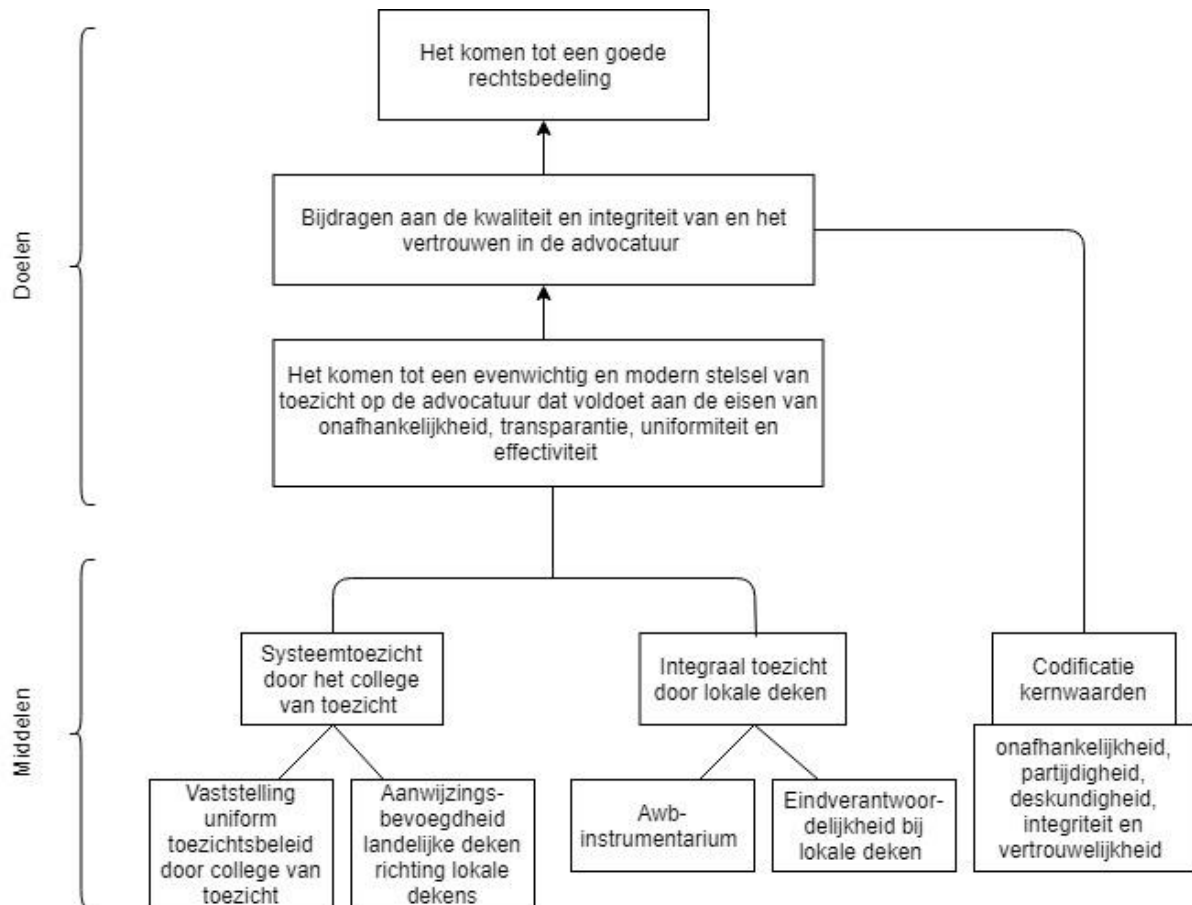 Het komen tot een goede
rechtsbedeling
Bijdragen aan de kwaliteit en integriteit van en het
vertrouwen in de advocatuur
Doelen
Het komen tot een evenwichtig en modern stelsel van
toezicht op de advocatuur dat voldoet aan de eisen van
onafhankelijkheid, transparantie, uniformiteit en
effectiviteit
Middelen
Systeemtoezicht
door het college
van toezicht
Integraal toezicht
door lokale deken
Codificatie
kernwaarden
Vaststelling
uniform
toezichtsbeleid
door college van
toezicht
Aanwijzings-
bevoegdheid
landelijke deken
richting lokale
dekens
Awb-
instrumentarium
Eindverantwoor-
delijkheid bij
lokale deken
onafhankelijkheid,
partijdigheid,
deskundigheid,
integriteit en
vertrouwelijkheid